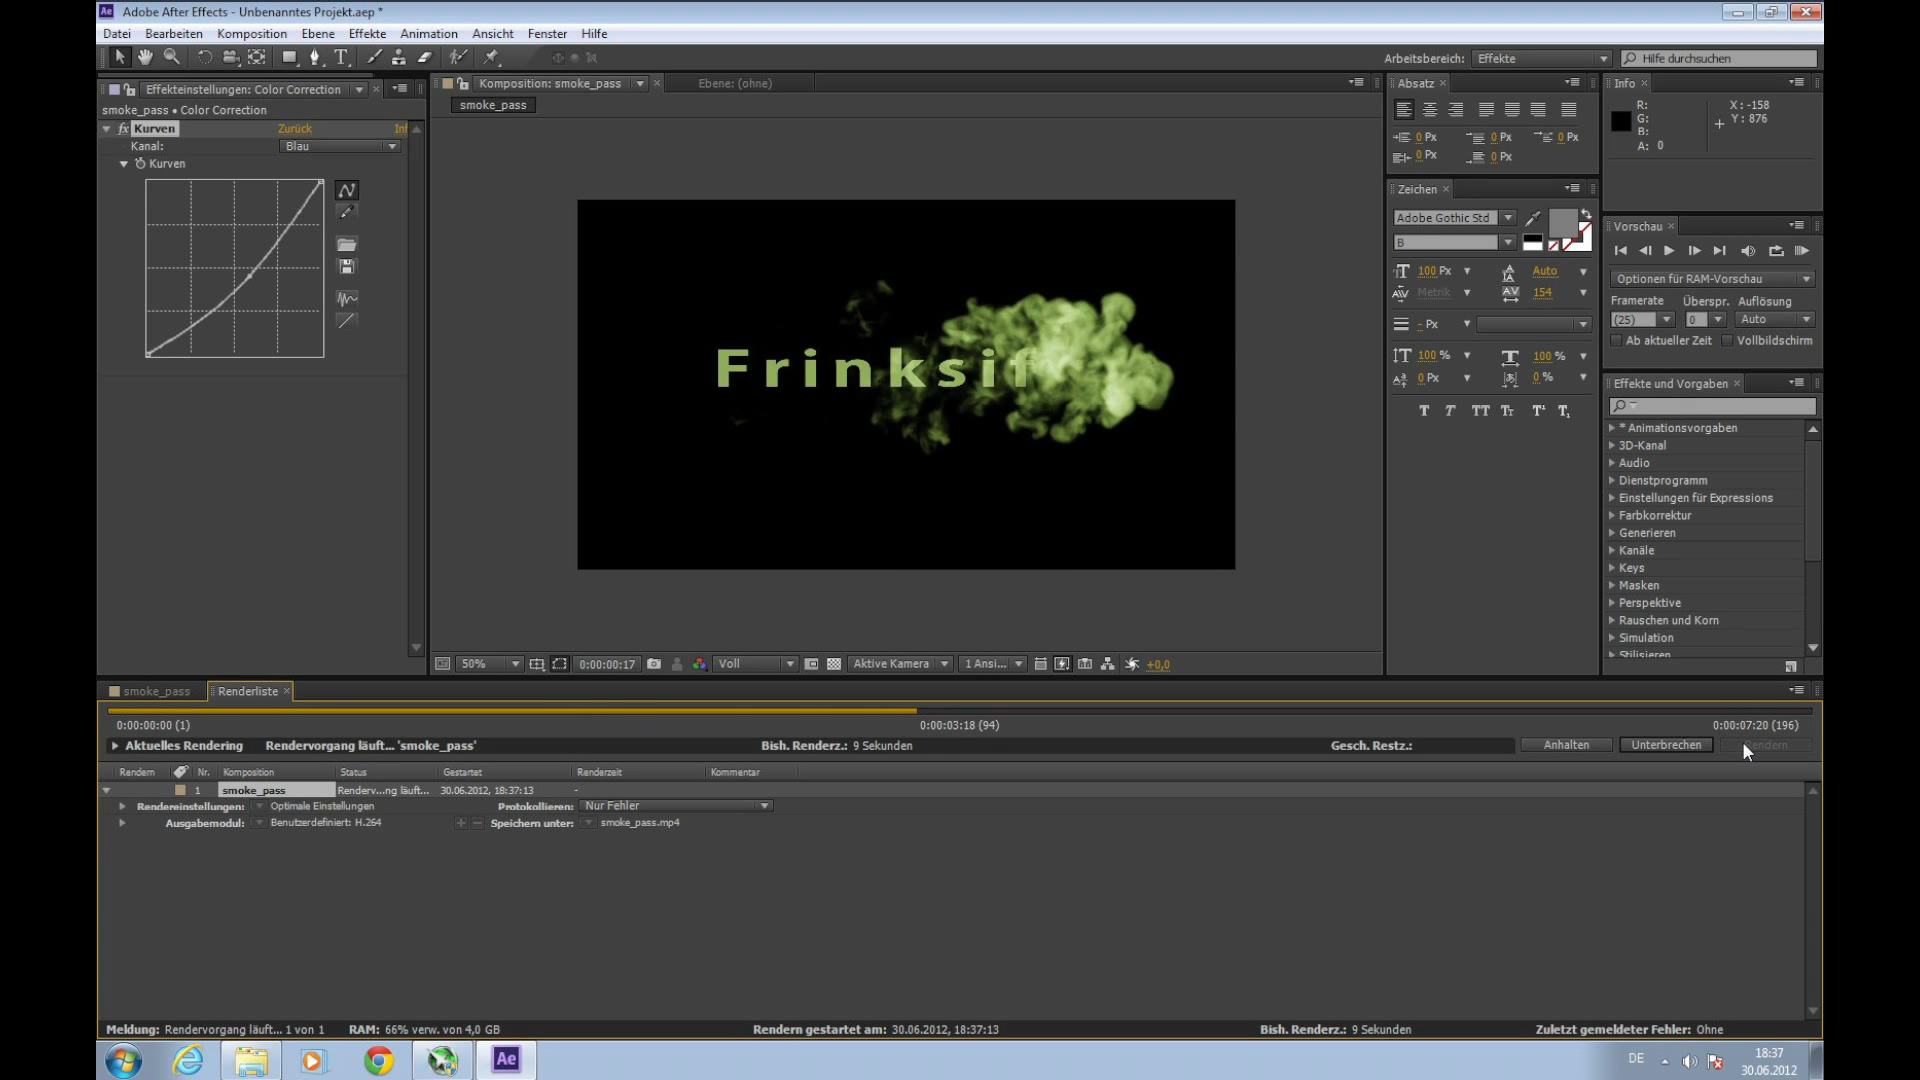 Adobe After Effects - Unbenanntes Projekt.aep *
Datei Bearbeiten Komposition Ebene Effekte Animation Ansicht Fenster Hilfe
Arbeitsbereich: Effekte Hilfe durchsuchen
Effekteinstellungen: Color Correction
smoke_pass • Color Correction
fx Kurven Zurück
Kanal: Blau
Kurven
Komposition: smoke_pass Ebene: (ohne)
smoke_pass
Frinksif
50% 0:00:00:17 Voll Aktive Kamera 1 Ansi... +0,0
Absatz
0 Px 0 Px 0 Px
0 Px 0 Px
Zeichen
Adobe Gothic Std
B
100 Px Auto
Metrik 154
- Px
100 % 100 %
0 Px 0 %
T T TT Tt T¹ T₁
Info
R: X: -158
G: Y: 876
B:
A: 0
Vorschau
Optionen für RAM-Vorschau
Framerate Überspr. Auflösung
(25) 0 Auto
Ab aktueller Zeit Vollbildschirm
Effekte und Vorgaben
* Animationsvorgaben
3D-Kanal
Audio
Dienstprogramm
Einstellungen für Expressions
Farbkorrektur
Generieren
Kanäle
Keys
Masken
Perspektive
Rauschen und Korn
Simulation
Stilisieren
smoke_pass Renderliste
0:00:00:00 (1) 0:00:03:18 (94) 0:00:07:20 (196)
Aktuelles Rendering Rendervorgang läuft... 'smoke_pass' Bish. Renderz.: 9 Sekunden Gesch. Restz.: Anhalten Unterbrechen
Rendern Nr. Komposition Status Gestartet Renderzeit Kommentar
1 smoke_pass Renderv...ng läuft... 30.06.2012, 18:37:13 -
Rendereinstellungen: Optimale Einstellungen Protokollieren: Nur Fehler
Ausgabemodul: Benutzerdefiniert: H.264 + − Speichern unter: smoke_pass.mp4
Meldung: Rendervorgang läuft... 1 von 1 RAM: 66% verw. von 4,0 GB Rendern gestartet am: 30.06.2012, 18:37:13 Bish. Renderz.: 9 Sekunden Zuletzt gemeldeter Fehler: Ohne
Ae DE 18:37
30.06.2012